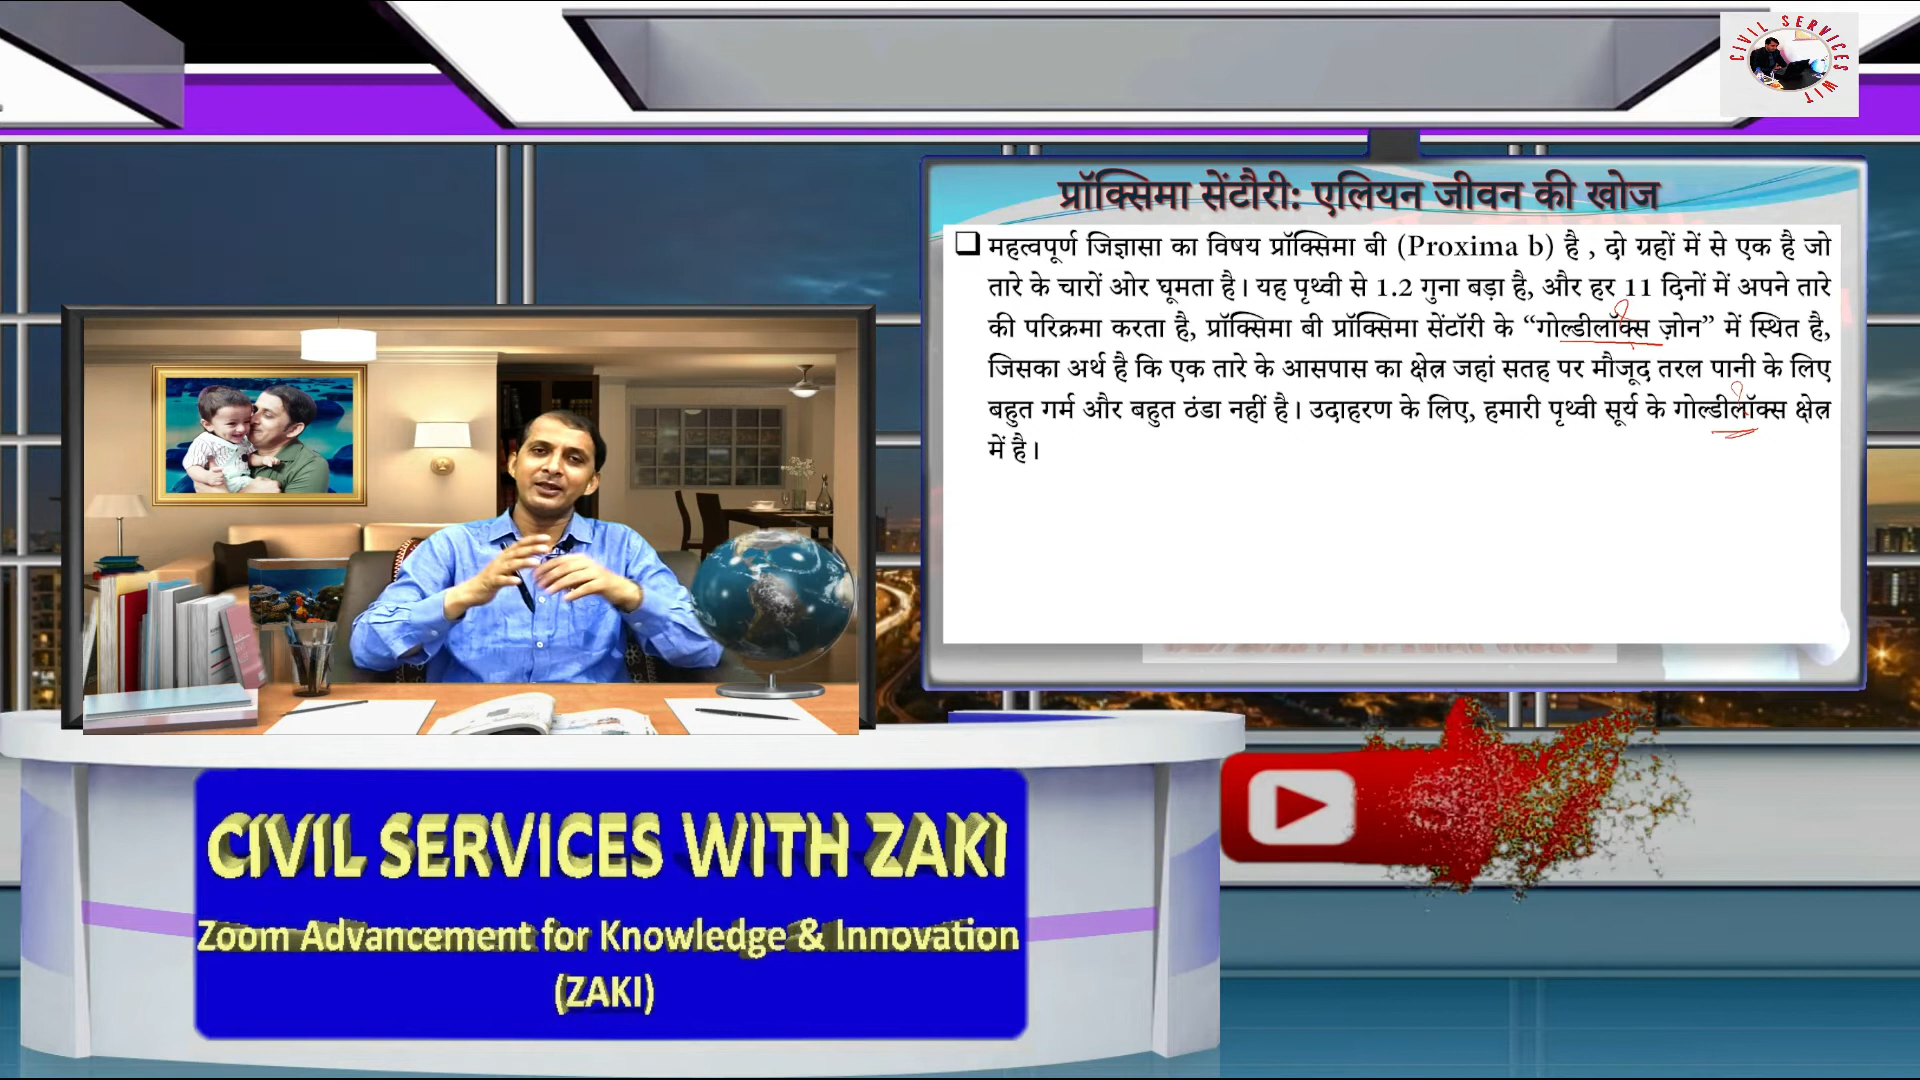 CIVIL SERVICES WIT
प्रॉक्सिमा सेंटौरी: एलियन जीवन की खोज
महत्वपूर्ण जिज्ञासा का विषय प्रॉक्सिमा बी (Proxima b) है , दो ग्रहों में से एक है जो
तारे के चारों ओर घूमता है। यह पृथ्वी से 1.2 गुना बड़ा है, और हर 11 दिनों में अपने तारे
की परिक्रमा करता है, प्रॉक्सिमा बी प्रॉक्सिमा सेंटॉरी के “गोल्डीलॉक्स ज़ोन” में स्थित है,
जिसका अर्थ है कि एक तारे के आसपास का क्षेत्र जहां सतह पर मौजूद तरल पानी के लिए
बहुत गर्म और बहुत ठंडा नहीं है। उदाहरण के लिए, हमारी पृथ्वी सूर्य के गोल्डीलॉक्स क्षेत्र
में है।
CIVIL SERVICES WITH ZAKI
Zoom Advancement for Knowledge & Innovation
(ZAKI)